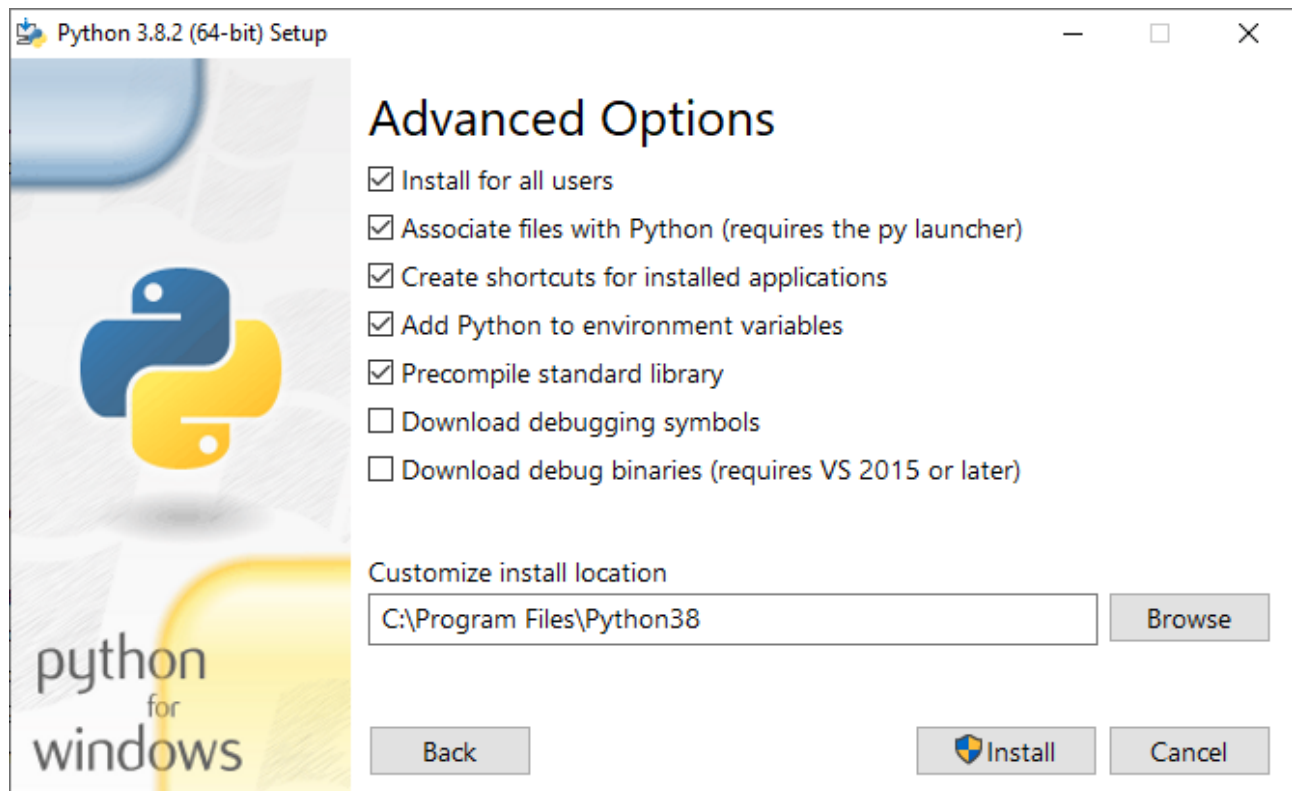 Python 3.8.2 (64-bit) Setup
Advanced Options
Install for all users
Associate files with Python (requires the py launcher)
Create shortcuts for installed applications
Add Python to environment variables
Precompile standard library
Download debugging symbols
Download debug binaries (requires VS 2015 or later)
Customize install location
C:\Program Files\Python38
Browse
python
for
windows
Back
Install
Cancel